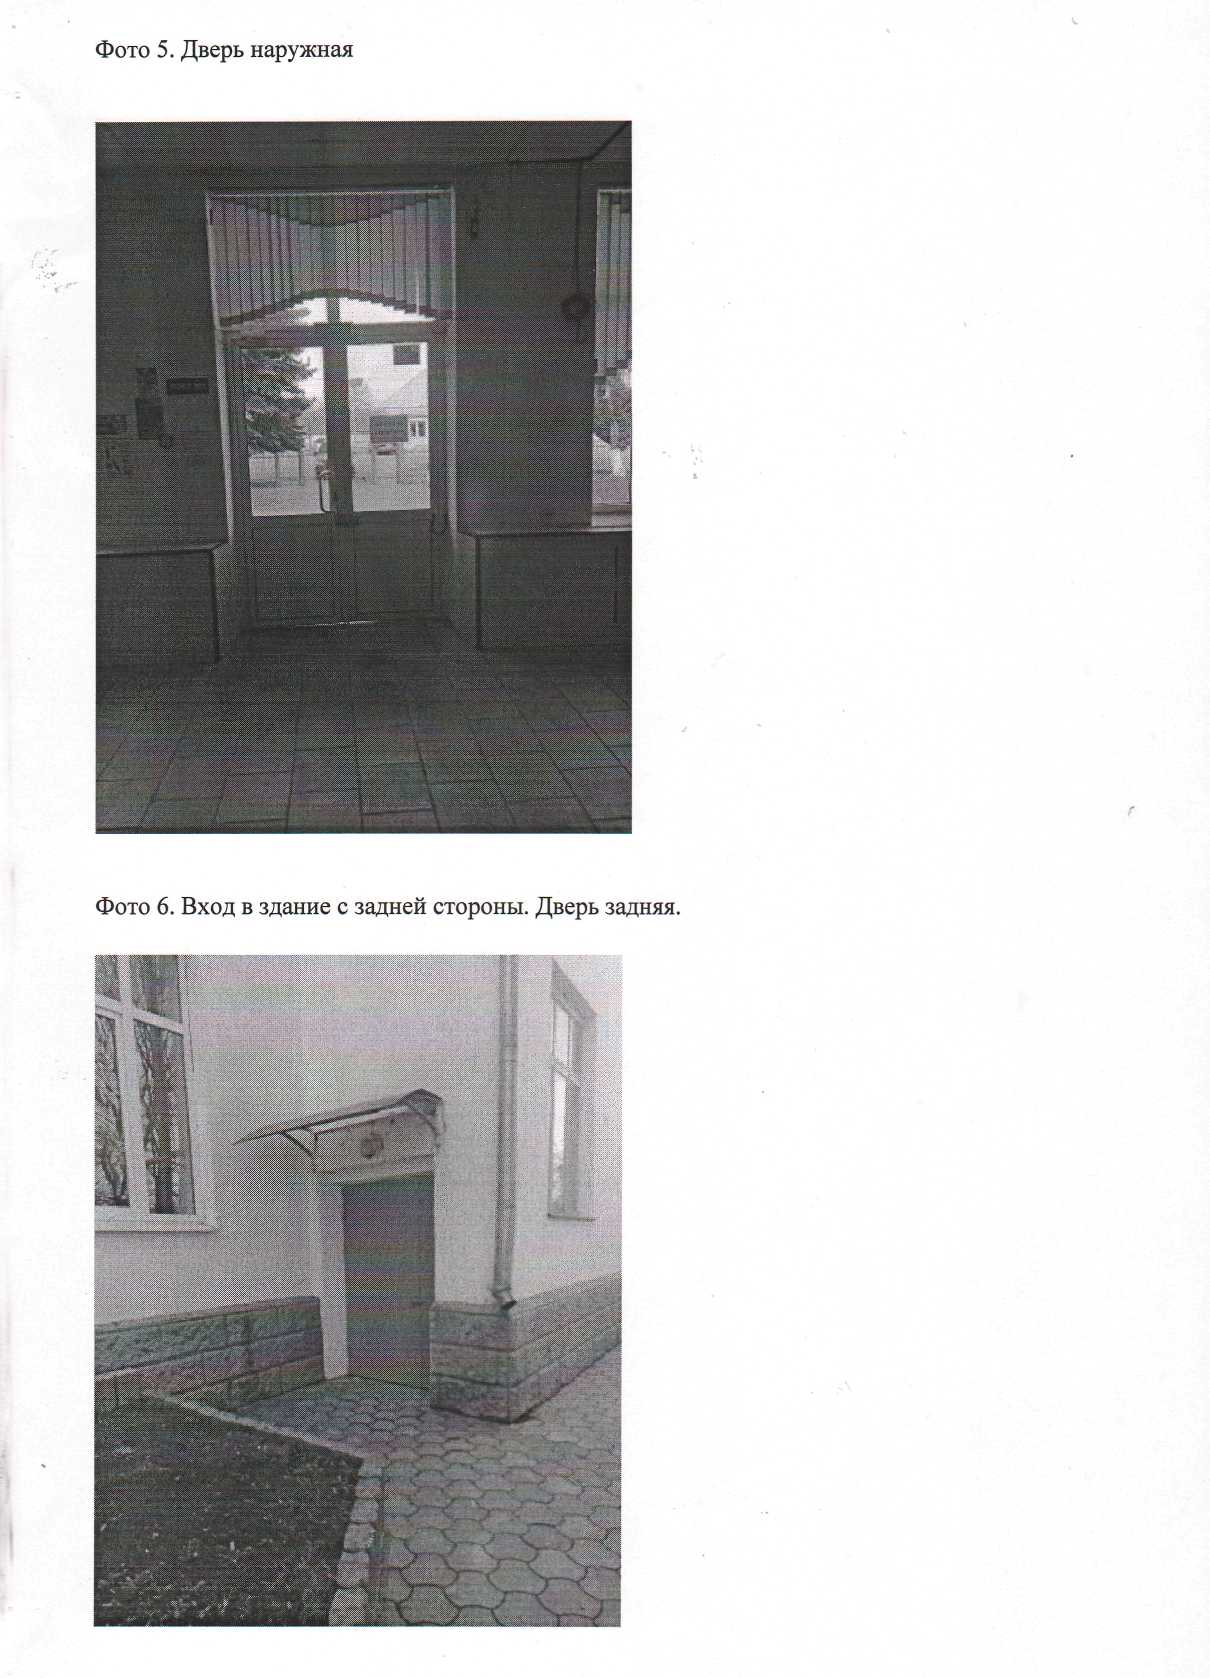 Фото 5. Дверь наружная
Фото 6. Вход в здание с задней стороны. Дверь задняя.